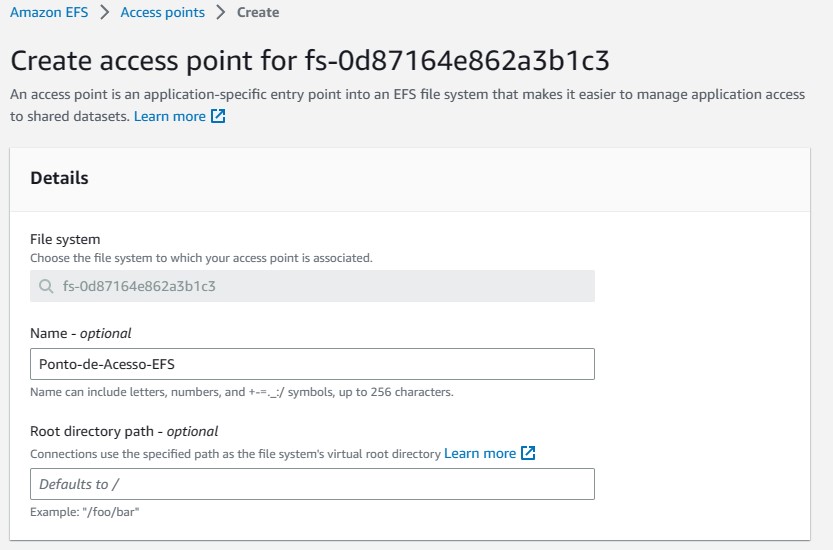 Amazon EFS > Access points > Create
Create access point for fs-0d87164e862a3b1c3
An access point is an application-specific entry point into an EFS file system that makes it easier to manage application access
to shared datasets. Learn more
Details
File system
Choose the file system to which your access point is associated.
fs-0d87164e862a3b1c3
Name - optional
Ponto-de-Acesso-EFS
Name can include letters, numbers, and +-=._:/ symbols, up to 256 characters.
Root directory path - optional
Connections use the specified path as the file system's virtual root directory Learn more
Defaults to /
Example: "/foo/bar"